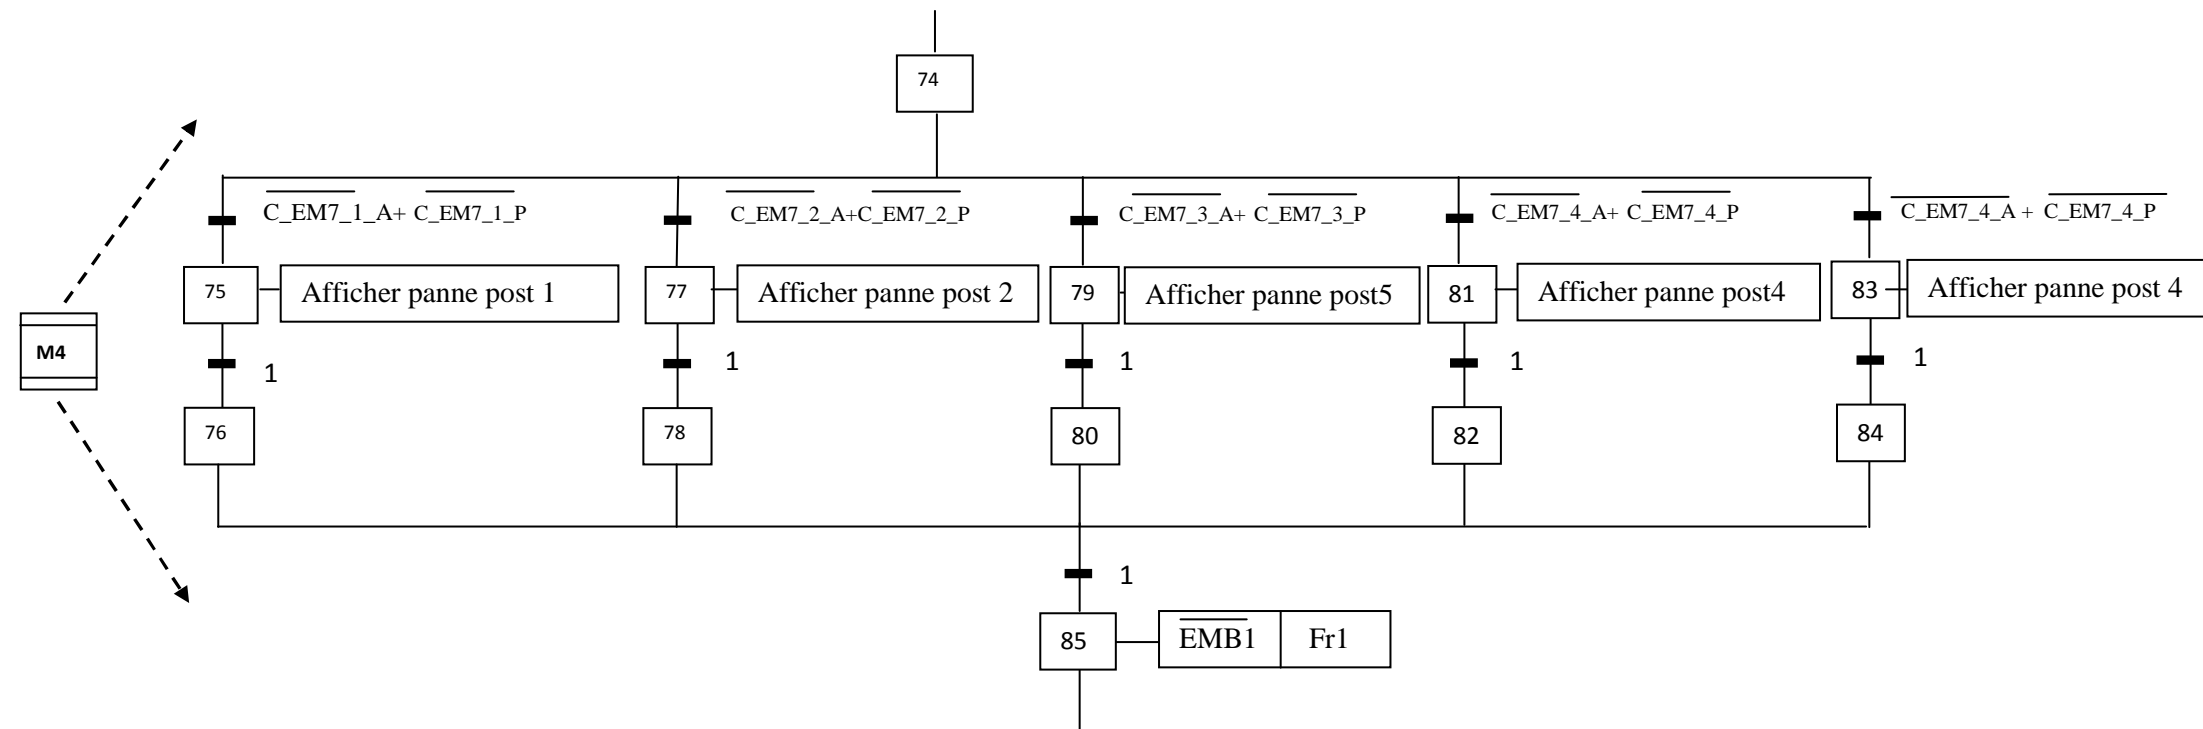 74
C_EM7_1_A+ C_EM7_1_P
C_EM7_2_A+C_EM7_2_P
C_EM7_3_A+ C_EM7_3_P
C_EM7_4_A+ C_EM7_4_P
C_EM7_4_A + C_EM7_4_P
75
Afficher panne post 1
77
Afficher panne post 2
79
Afficher panne post5
81
Afficher panne post4
83
Afficher panne post 4
M4
1
1
1
1
1
76
78
80
82
84
1
85
EMB1
Fr1